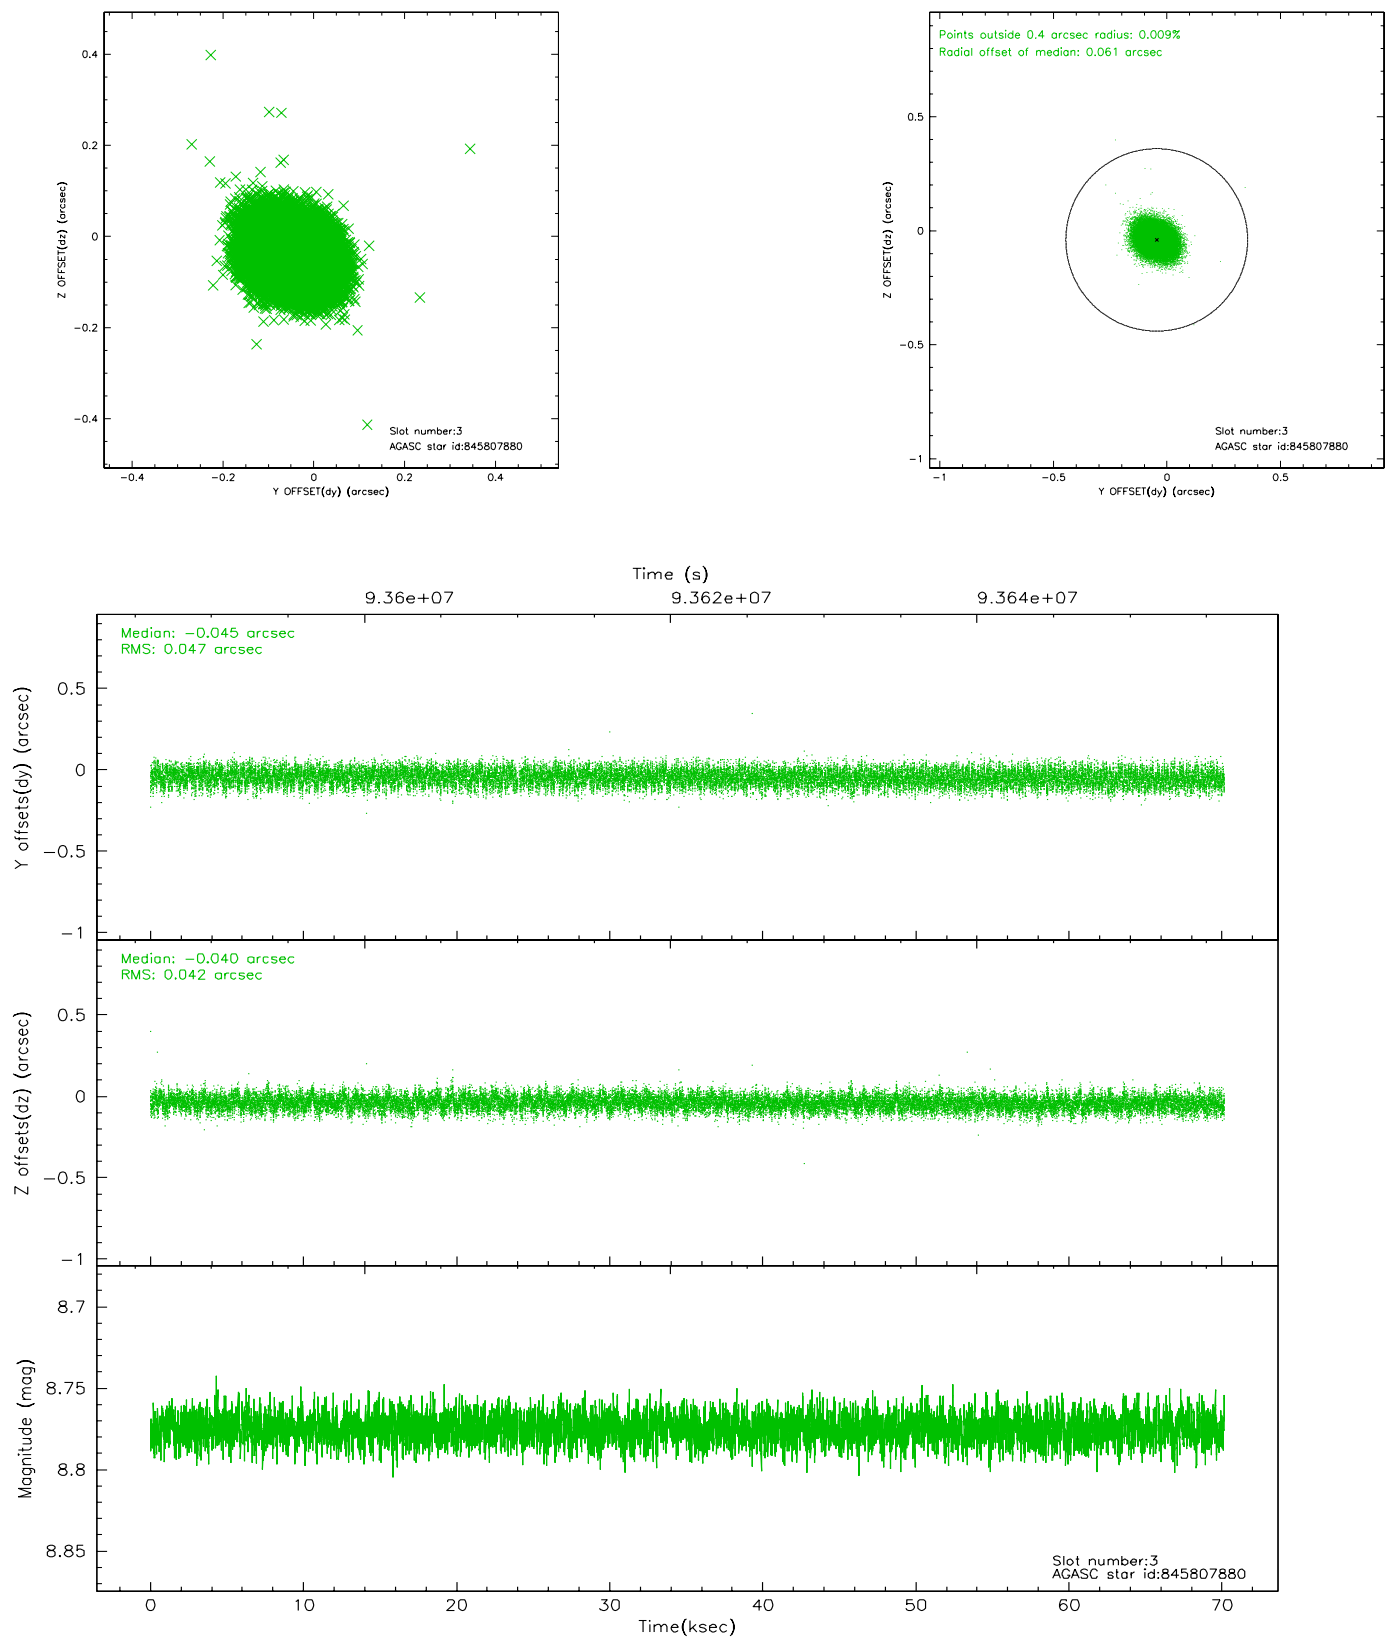 0.4
0.2
0
−0.2
−0.4
Z OFFSET(dz) (arcsec)
Slot number:3
AGASC star id:845807880
−0.4 −0.2 0 0.2 0.4
Y OFFSET(dy) (arcsec)
Points outside 0.4 arcsec radius: 0.009%
Radial offset of median: 0.061 arcsec
0.5
0
−0.5
−1
Z OFFSET(dz) (arcsec)
Slot number:3
AGASC star id:845807880
−1 −0.5 0 0.5
Y OFFSET(dy) (arcsec)
Time (s)
9.36e+07 9.362e+07 9.364e+07
Median: −0.045 arcsec
RMS: 0.047 arcsec
0.5
0
−0.5
−1
Y offsets(dy) (arcsec)
Median: −0.040 arcsec
RMS: 0.042 arcsec
0.5
0
−0.5
−1
Z offsets(dz) (arcsec)
8.7
8.75
8.8
8.85
Magnitude (mag)
Slot number:3
AGASC star id:845807880
0 10 20 30 40 50 60 70
Time(ksec)